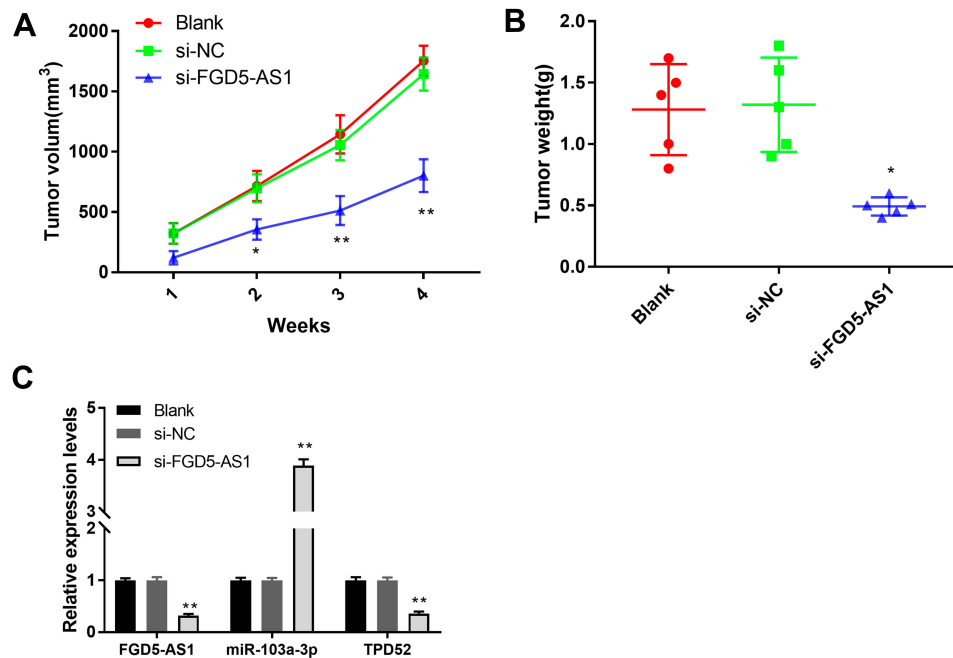 A
Blank
si-NC
si-FGD5-AS1
2000
1500
1000
500
0
Tumor volum(mm³)
* ** **
1 2 3 4
Weeks
B
2.0
1.5
1.0
0.5
0.0
Tumor weight(g)
*
Blank si-NC si-FGD5-AS1
C
Blank
si-NC
si-FGD5-AS1
5
4
3
2
1
0
Relative expression levels
** ** **
FGD5-AS1 miR-103a-3p TPD52